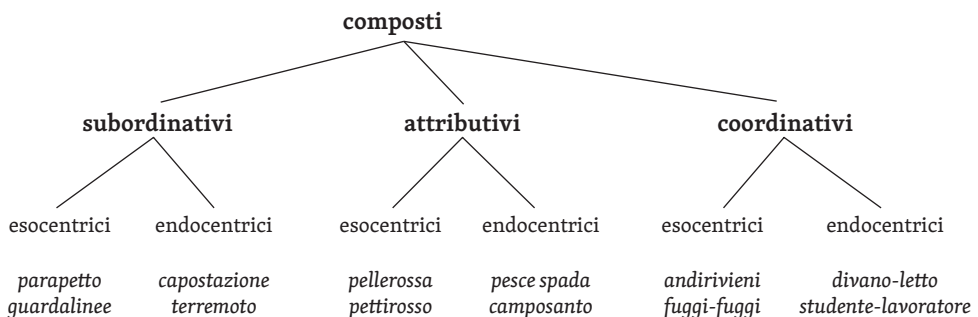 composti
subordinativi attributivi coordinativi
esocentrici endocentrici esocentrici endocentrici esocentrici endocentrici
parapetto capostazione pellerossa pesce spada andirivieni divano-letto
guardalinee terremoto pettirosso camposanto fuggi-fuggi studente-lavoratore